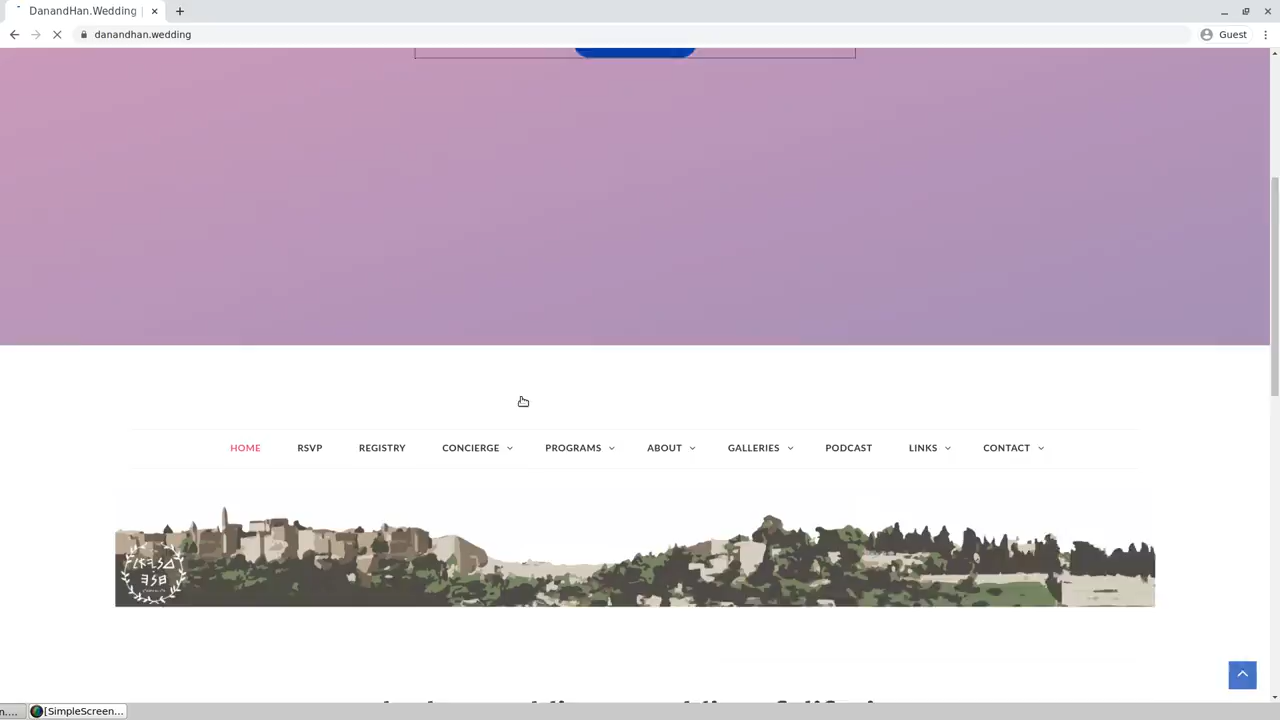 DanandHan.Wedding |
danandhan.wedding
Guest
HOME RSVP REGISTRY CONCIERGE PROGRAMS ABOUT GALLERIES PODCAST LINKS CONTACT
[SimpleScreen...